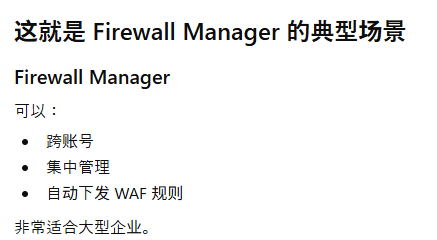 这就是 Firewall Manager 的典型场景
Firewall Manager
可以：
• 跨账号
• 集中管理
• 自动下发 WAF 规则
非常适合大型企业。